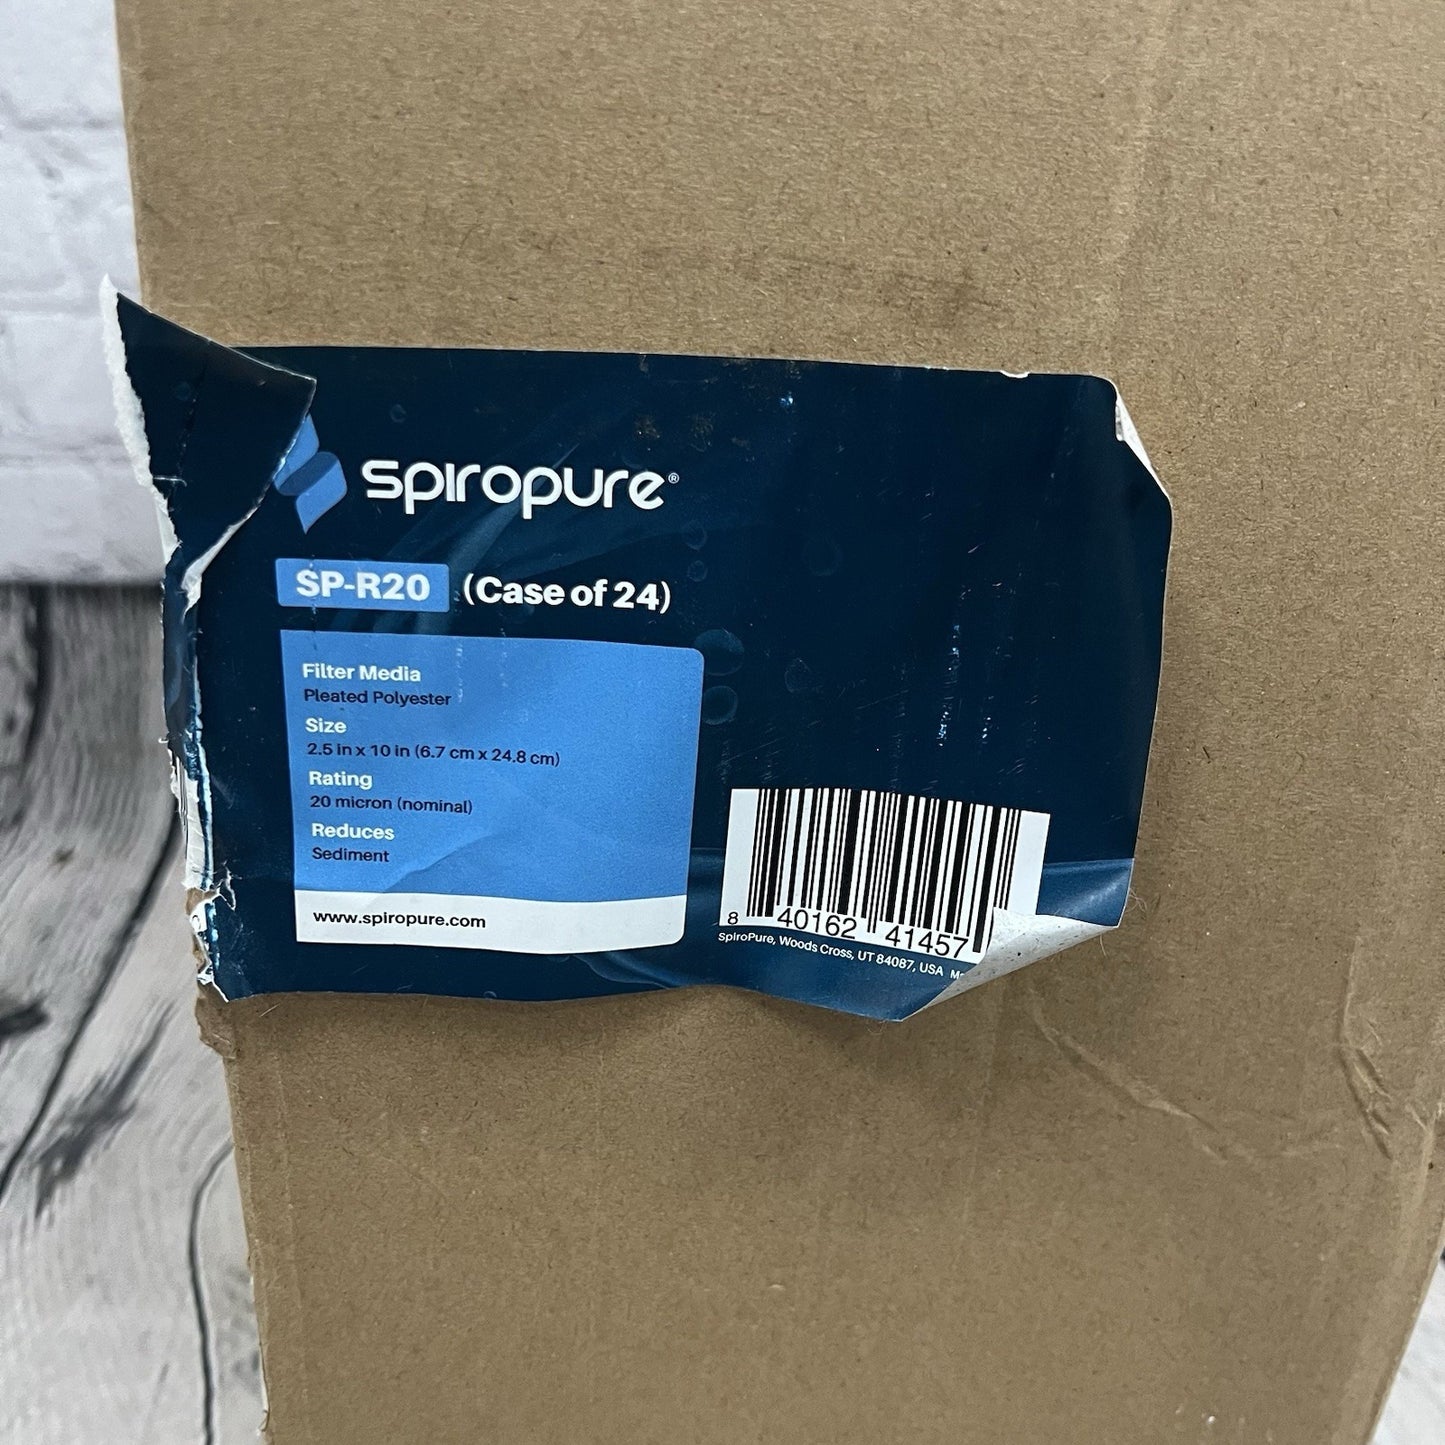 spiropure®
SP-R20 (Case of 24)
Filter Media
Pleated Polyester
Size
2.5 in x 10 in (6.7 cm x 24.8 cm)
Rating
20 micron (nominal)
Reduces
Sediment
www.spiropure.com
8 40162 41457
SpiroPure, Woods Cross, UT 84087, USA